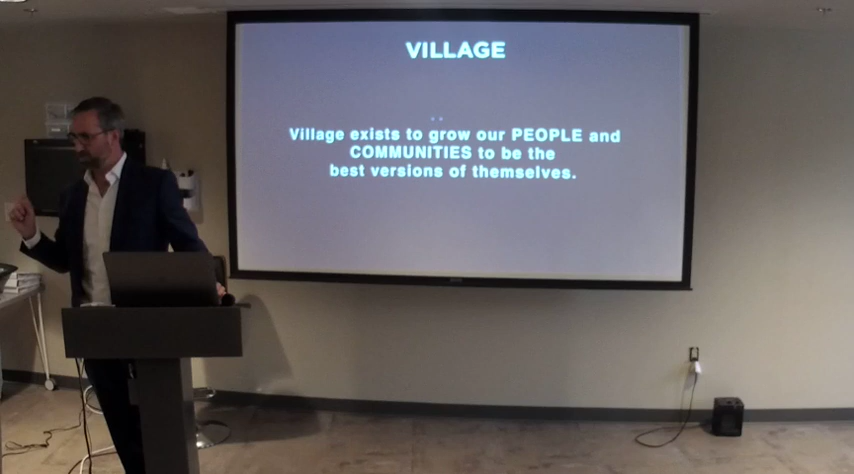 VILLAGE
Village exists to grow our PEOPLE and
COMMUNITIES to be the
best versions of themselves.